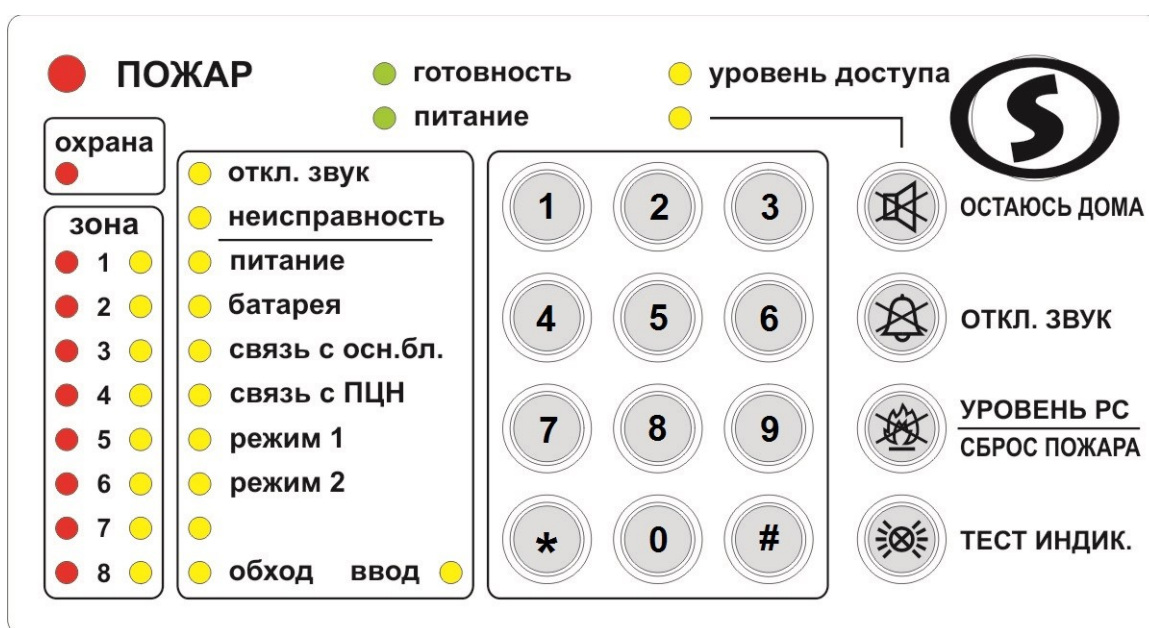 ПОЖАР
готовность
уровень доступа
питание
охрана
зона
1
2
3
4
5
6
7
8
откл. звук
неисправность
питание
батарея
связь с осн.бл.
связь с ПЦН
режим 1
режим 2
обход ввод
1 2 3
4 5 6
7 8 9
* 0 #
S
ОСТАЮСЬ ДОМА
ОТКЛ. ЗВУК
УРОВЕНЬ РС
СБРОС ПОЖАРА
ТЕСТ ИНДИК.